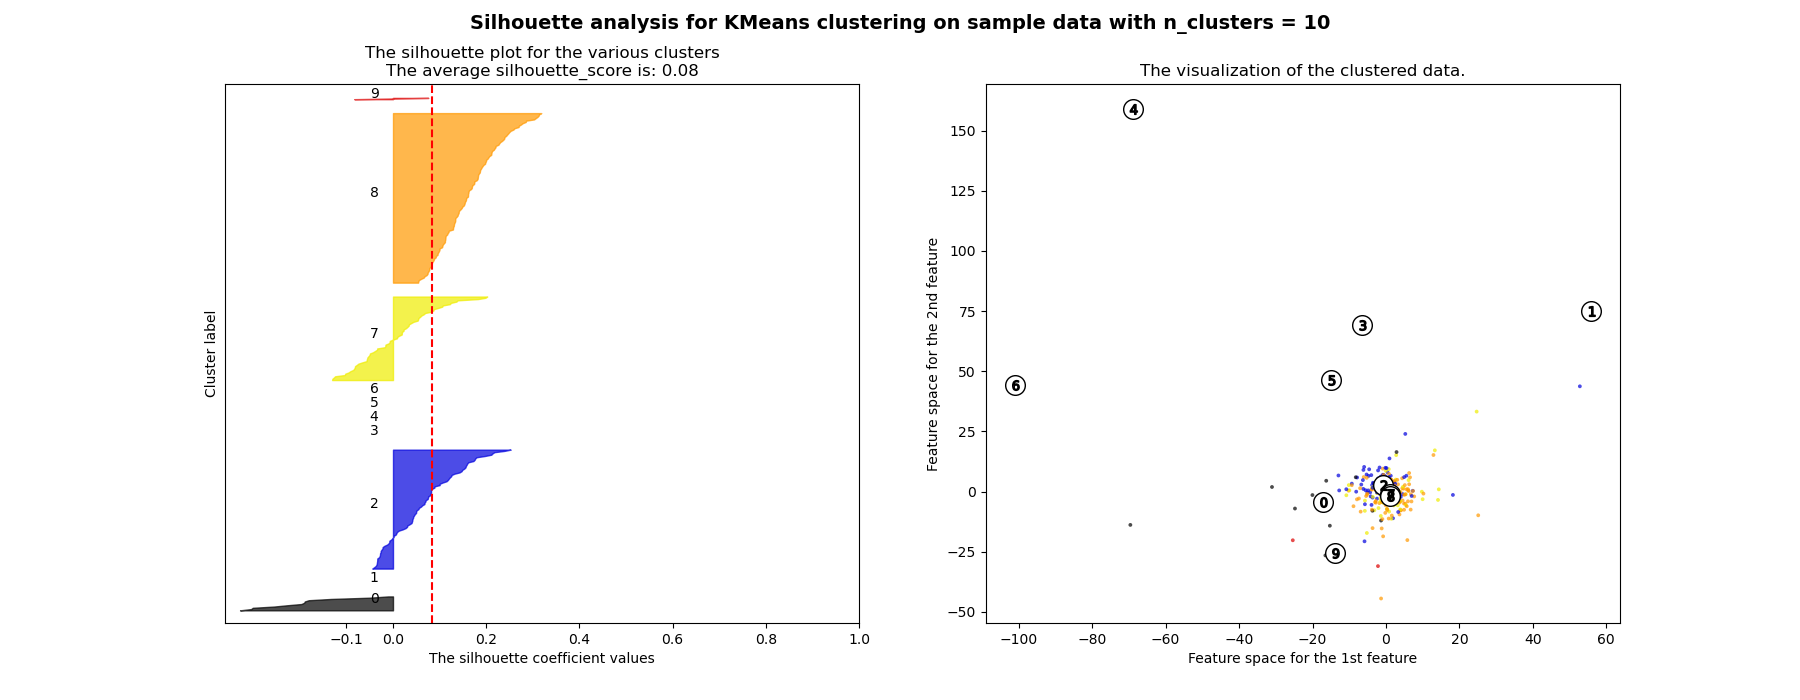 Silhouette analysis for KMeans clustering on sample data with n_clusters = 10
The silhouette plot for the various clusters
The average silhouette_score is: 0.08
9
8
7
6
5
4
3
2
1
0
Cluster label
−0.1 0.0 0.2 0.4 0.6 0.8 1.0
The silhouette coefficient values
The visualization of the clustered data.
150
125
100
75
50
25
0
−25
−50
Feature space for the 2nd feature
4
1
3
6
5
2
7
8
0
9
−100 −80 −60 −40 −20 0 20 40 60
Feature space for the 1st feature